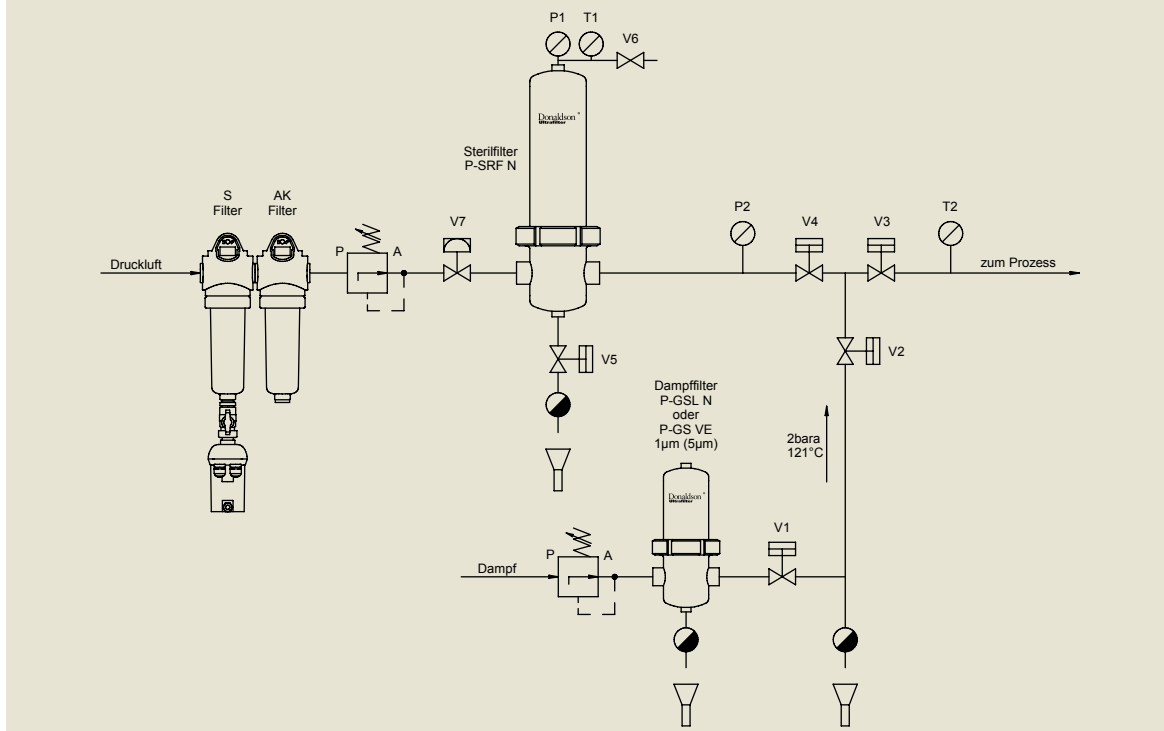 P1
T1
V6
Donaldson
Ultrafilter
Sterilfilter
P-SRF N
S
Filter
AK
Filter
P
A
V7
P2
V4
V3
T2
Druckluft
zum Prozess
V5
V2
Dampffilter
P-GSL N
oder
P-GS VE
1µm (5µm)
2bara
121°C
Donaldson
Ultrafilter
V1
P
A
Dampf